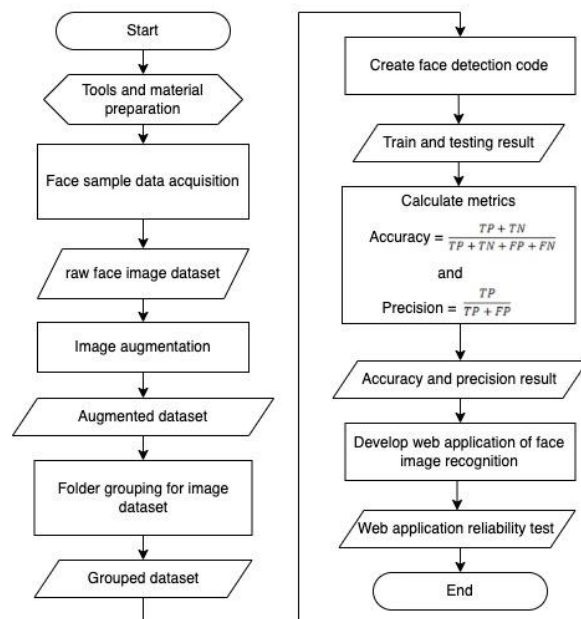 Start
Tools and material
preparation
Face sample data acquisition
raw face image dataset
Image augmentation
Augmented dataset
Folder grouping for image
dataset
Grouped dataset
Create face detection code
Train and testing result
Calculate metrics
Accuracy = TP + TN / TP + TN + FP + FN
and
Precision = TP / TP + FP
Accuracy and precision result
Develop web application of face
image recognition
Web application reliability test
End